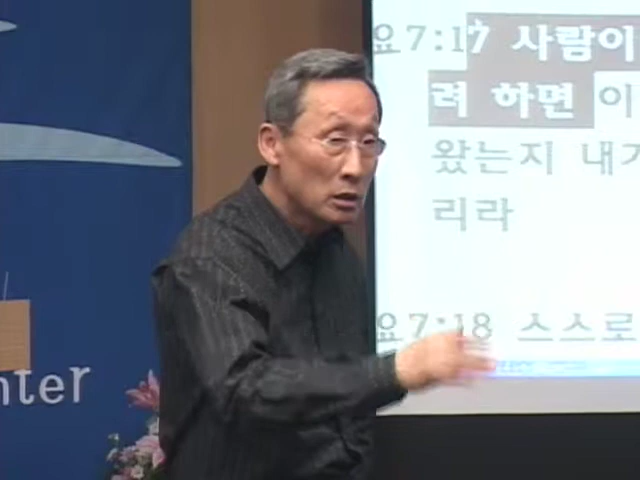 요7:17 사람이
려 하면 이
왔는지 내가
리라
요7:18 스스로
nter